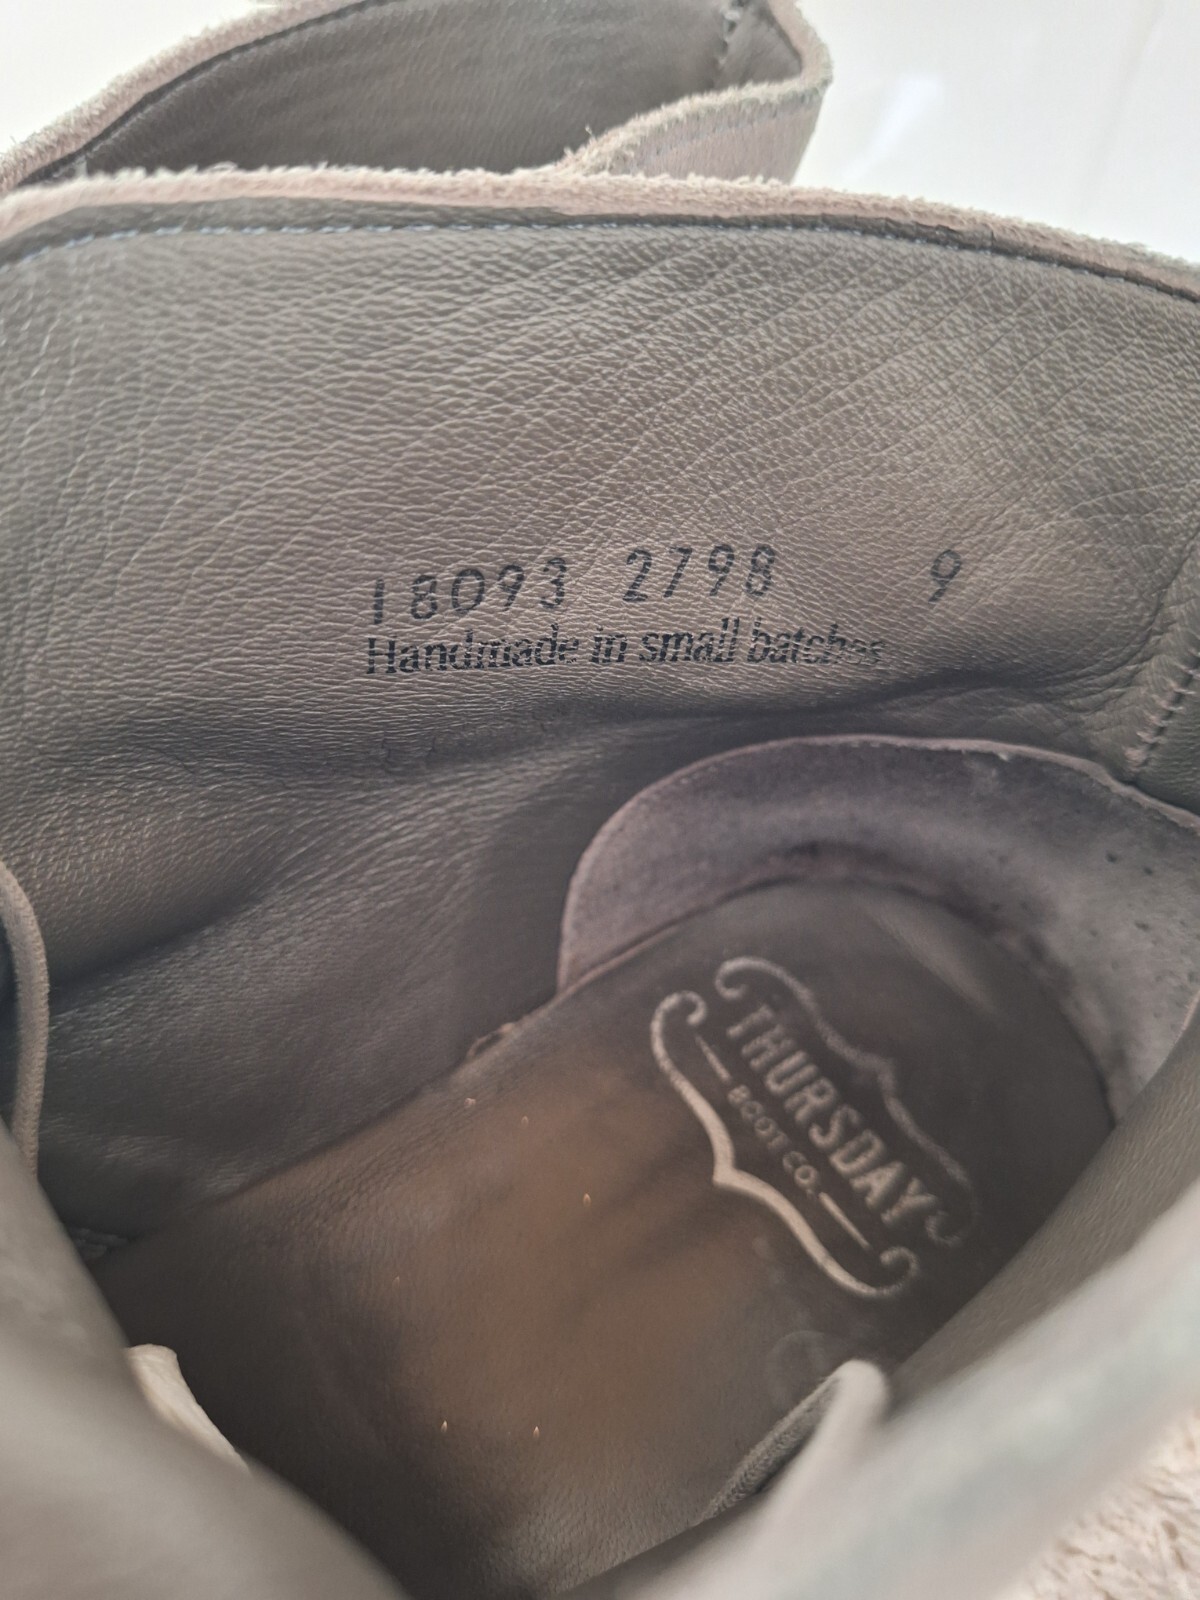 18093 2798 9
Handmade in small batches
THURSDAY
BOOT CO.